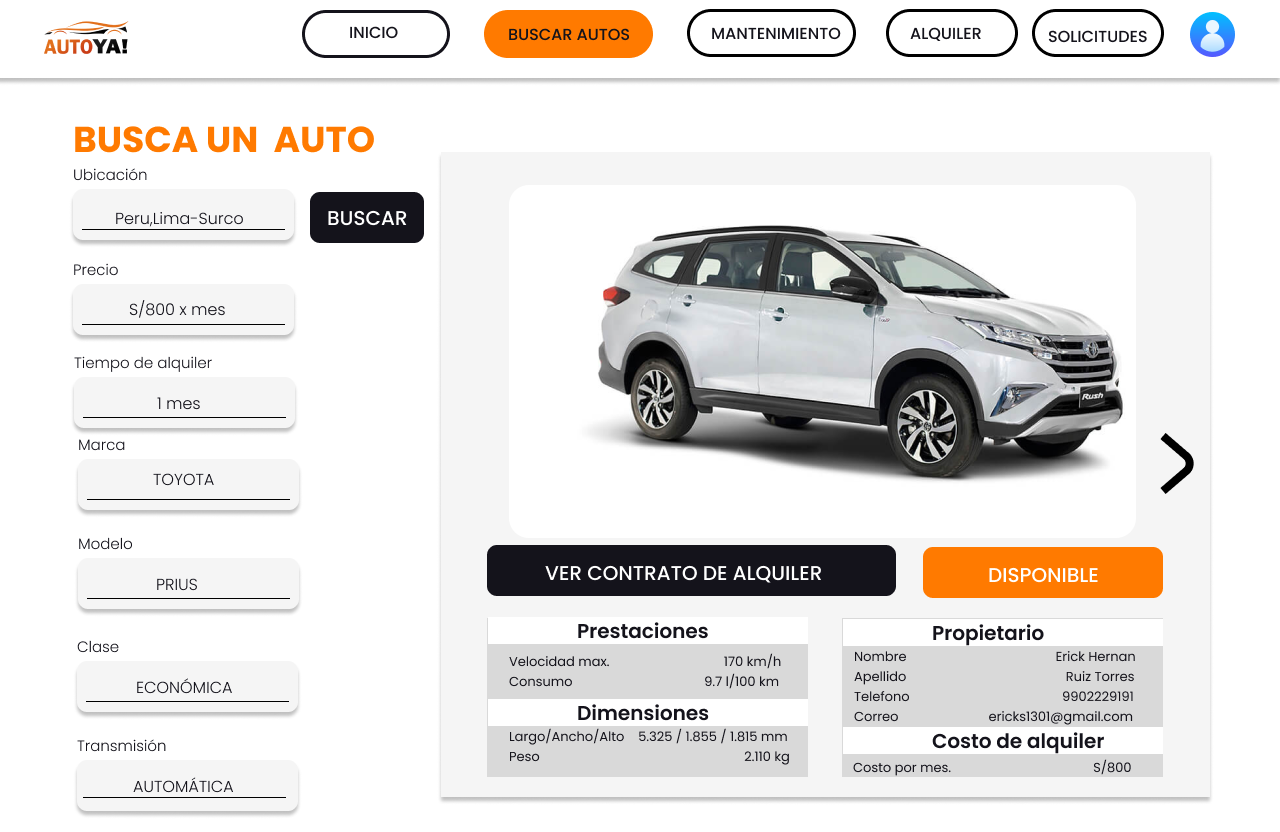 AUTOYA!
INICIO
BUSCAR AUTOS
MANTENIMIENTO
ALQUILER
SOLICITUDES
BUSCA UN AUTO
Ubicación
Peru,Lima-Surco
BUSCAR
Precio
S/800 x mes
Tiempo de alquiler
1 mes
Marca
TOYOTA
Modelo
PRIUS
Clase
ECONÓMICA
Transmisión
AUTOMÁTICA
Rush
VER CONTRATO DE ALQUILER
DISPONIBLE
Prestaciones
Velocidad max. 170 km/h
Consumo 9.7 l/100 km
Dimensiones
Largo/Ancho/Alto 5.325 / 1.855 / 1.815 mm
Peso 2.110 kg
Propietario
Nombre Erick Hernan
Apellido Ruiz Torres
Telefono 9902229191
Correo ericks1301@gmail.com
Costo de alquiler
Costo por mes. S/800